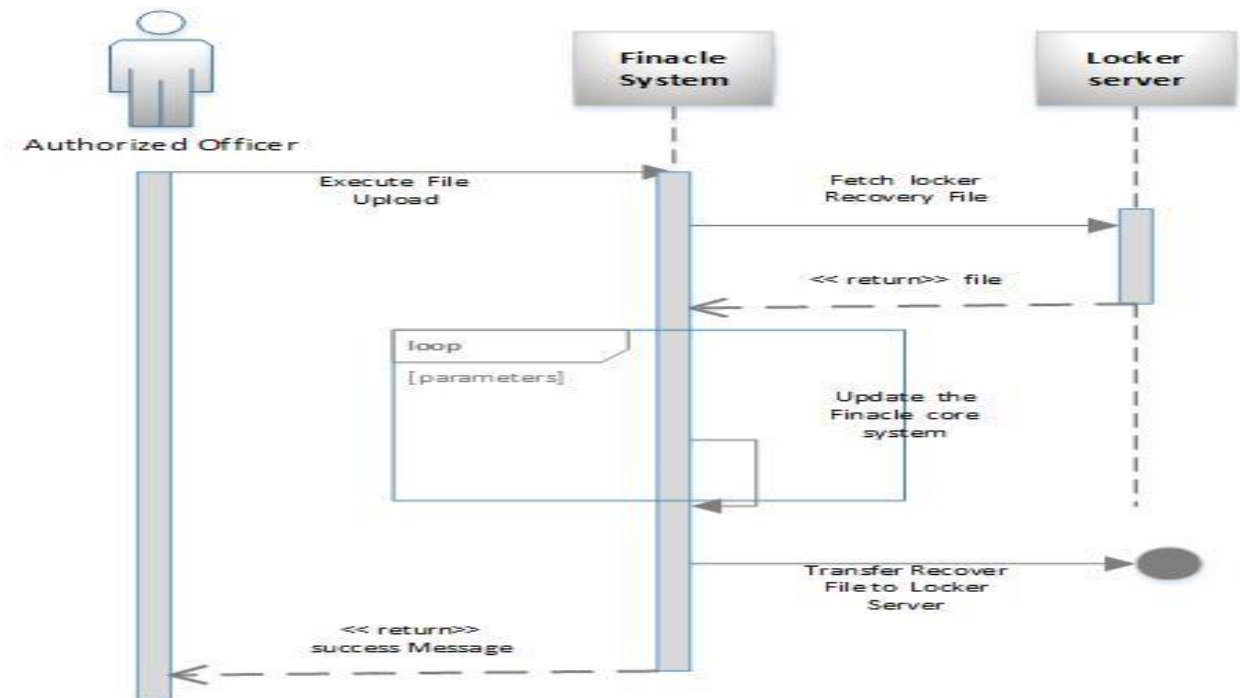 Finacle
System
Locker
server
Authorized Officer
Execute File
Upload
Fetch locker
Recovery File
<< return>> file
loop
[parameters]
Update the
Finacle core
system
Transfer Recover
File to Locker
Server
<< return>>
success Message